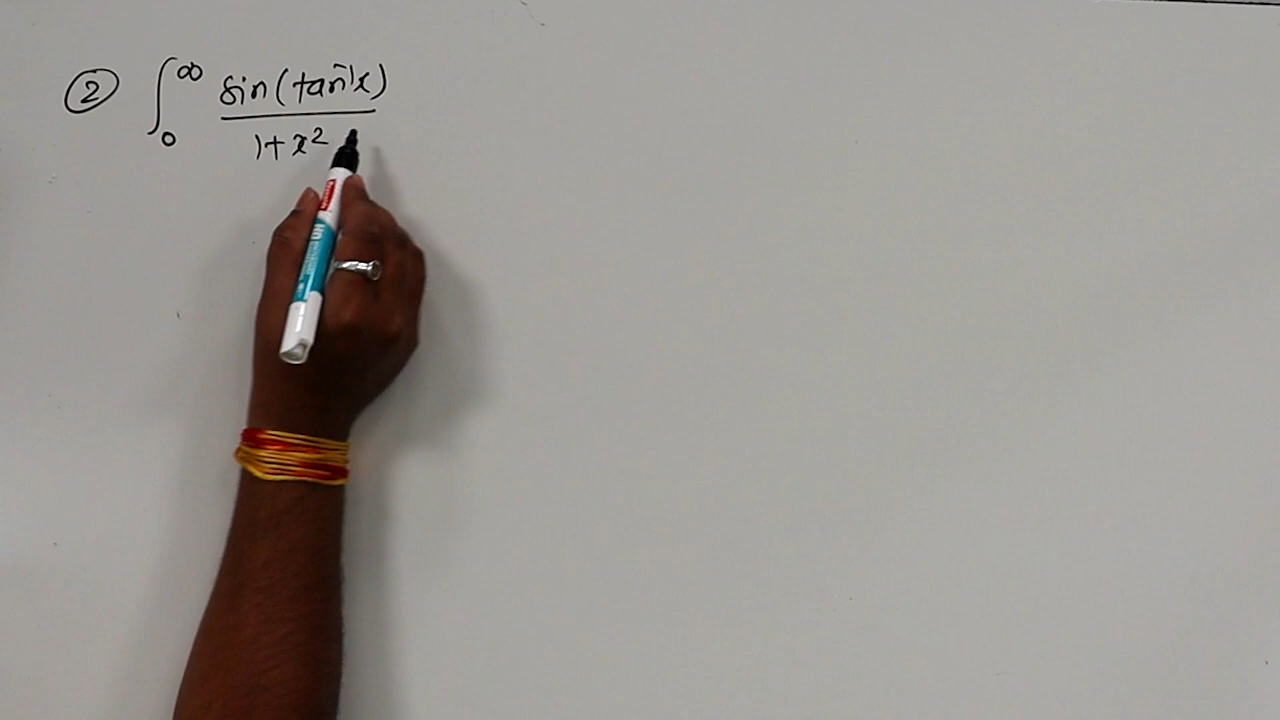 ② ∫₀^∞ sin(tan⁻¹x) / 1+x²